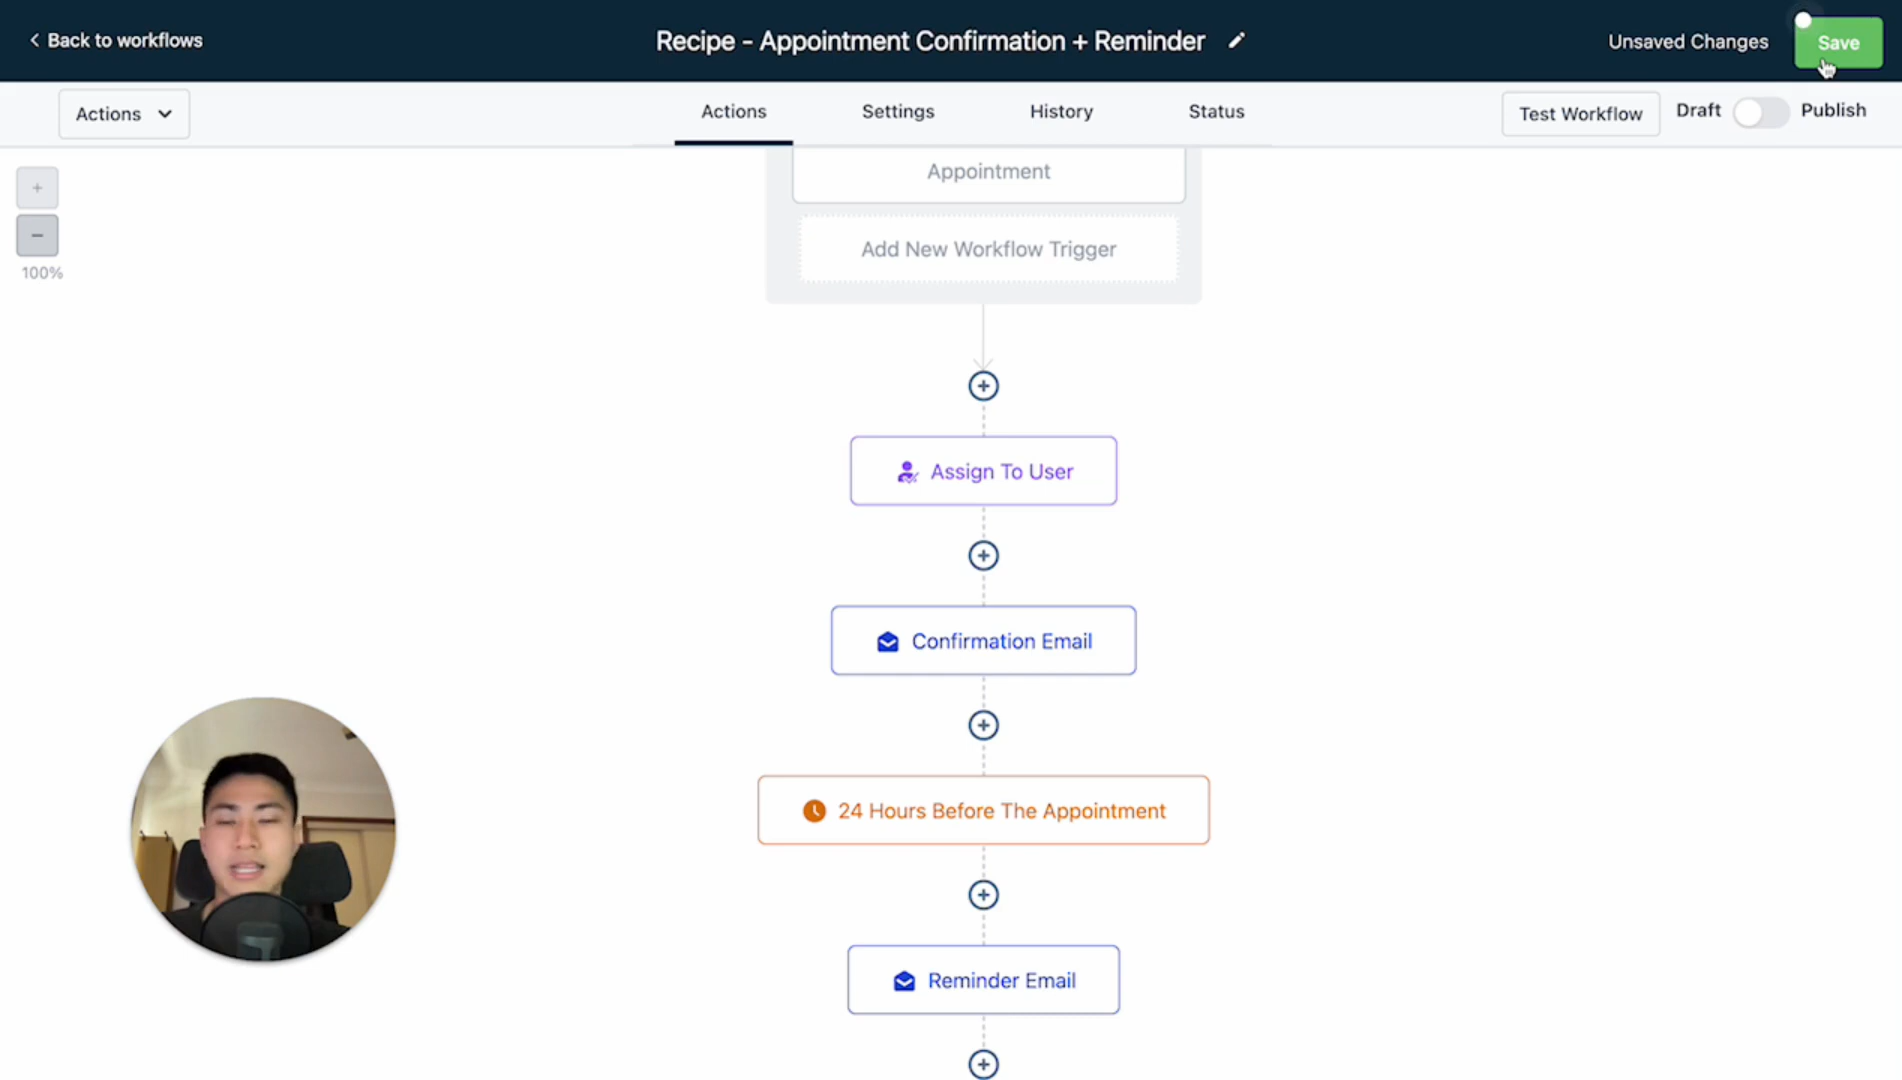 Back to workflows
Recipe - Appointment Confirmation + Reminder
Unsaved Changes
Save
Actions
Actions
Settings
History
Status
Test Workflow
Draft
Publish
+
−
100%
Appointment
Add New Workflow Trigger
Assign To User
Confirmation Email
24 Hours Before The Appointment
Reminder Email